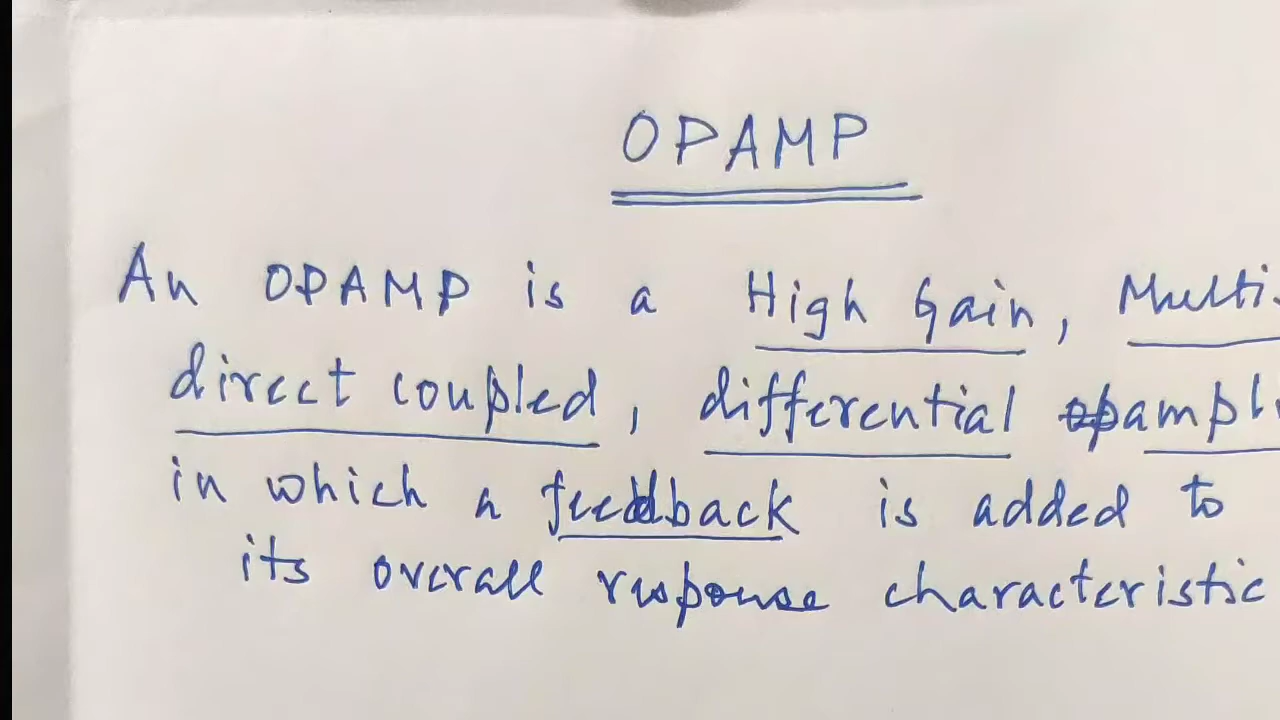 OPAMP
An OPAMP is a High Gain, Multi
direct coupled, differential ampl
in which a feedback is added to
its overall response characteristic